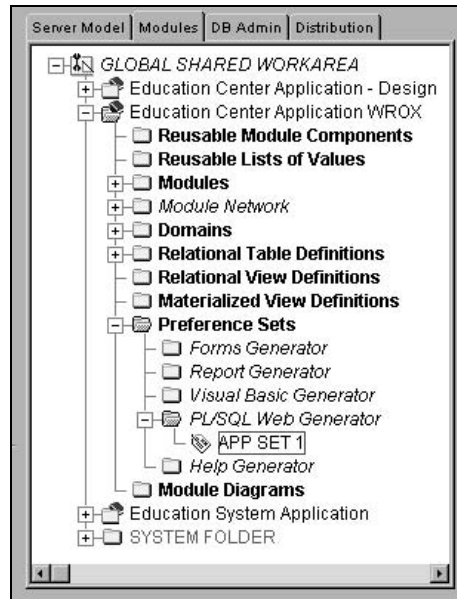 Server Model Modules DB Admin Distribution
GLOBAL SHARED WORKAREA
Education Center Application - Design
Education Center Application WROX
Reusable Module Components
Reusable Lists of Values
Modules
Module Network
Domains
Relational Table Definitions
Relational View Definitions
Materialized View Definitions
Preference Sets
Forms Generator
Report Generator
Visual Basic Generator
PL/SQL Web Generator
APP SET 1
Help Generator
Module Diagrams
Education System Application
SYSTEM FOLDER